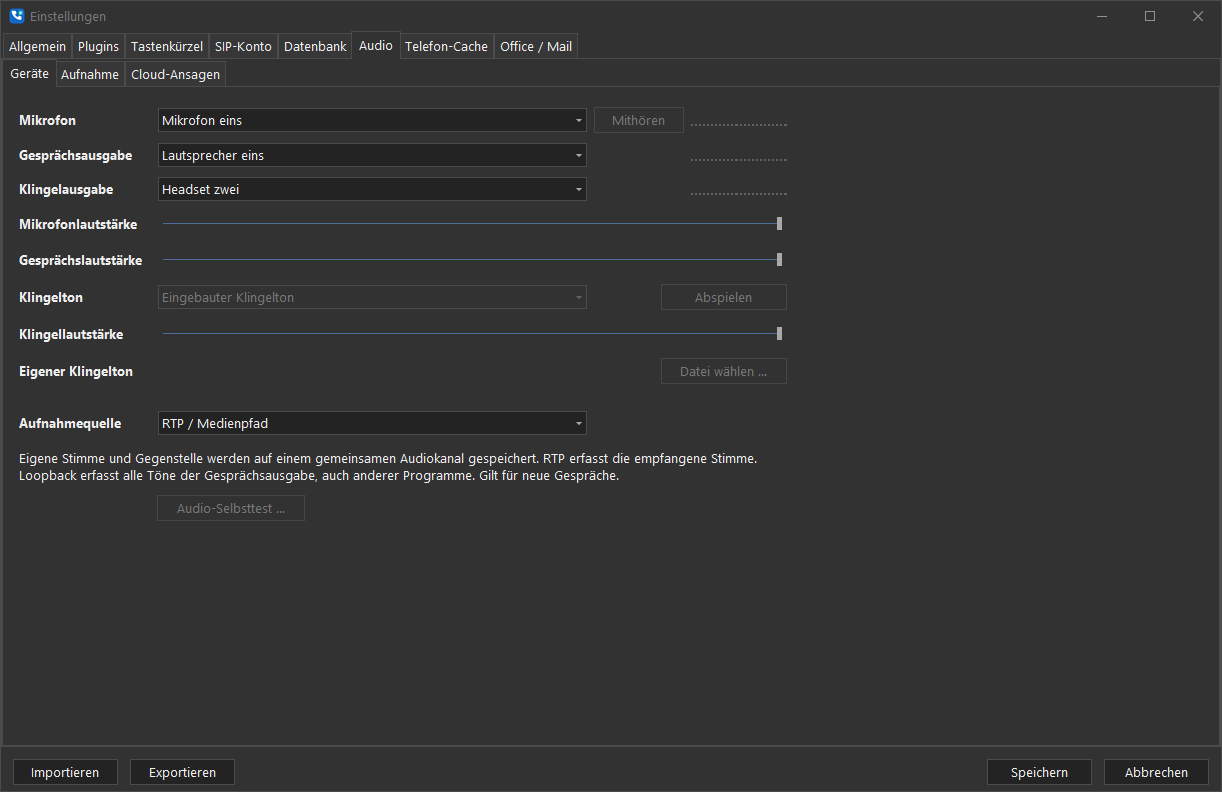 Einstellungen
Allgemein Plugins Tastenkürzel SIP-Konto Datenbank Audio Telefon-Cache Office / Mail
Geräte Aufnahme Cloud-Ansagen
Mikrofon Mikrofon eins Mithören
Gesprächsausgabe Lautsprecher eins
Klingelausgabe Headset zwei
Mikrofonlautstärke
Gesprächslautstärke
Klingelton Eingebauter Klingelton Abspielen
Klingellautstärke
Eigener Klingelton Datei wählen ...
Aufnahmequelle RTP / Medienpfad
Eigene Stimme und Gegenstelle werden auf einem gemeinsamen Audiokanal gespeichert. RTP erfasst die empfangene Stimme.
Loopback erfasst alle Töne der Gesprächsausgabe, auch anderer Programme. Gilt für neue Gespräche.
Audio-Selbsttest ...
Importieren Exportieren Speichern Abbrechen